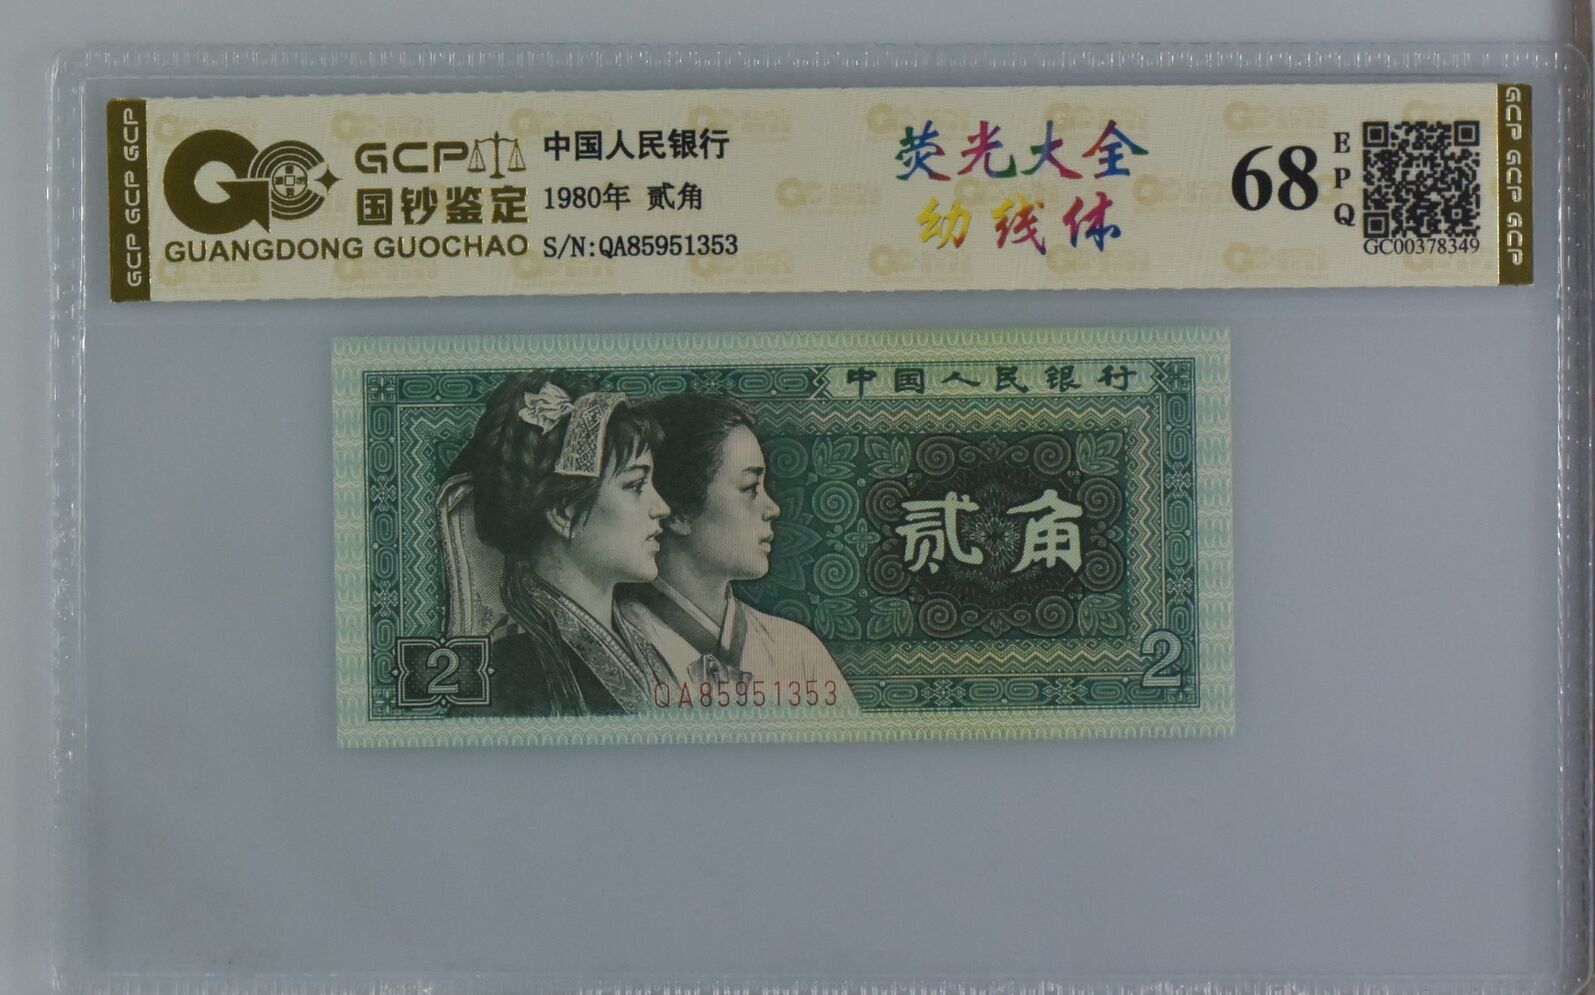 GCP GCP GCP
GCP
国钞鉴定
GUANGDONG GUOCHAO
中国人民银行
1980年 贰角
S/N:QA85951353
荧光大全
幼线体
68
EPQ
GC00378349
GCP GCP GCP
中国人民银行
贰角
2
2
QA85951353